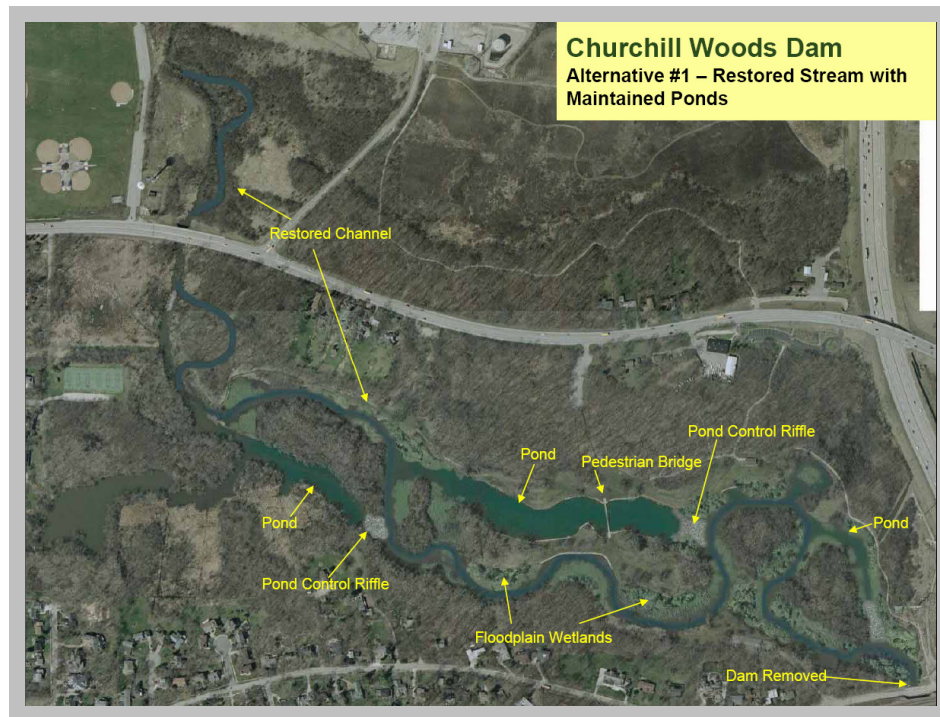 Churchill Woods Dam
Alternative #1 – Restored Stream with
Maintained Ponds
Restored Channel
Pond Control Riffle
Pond
Pedestrian Bridge
Pond
Pond
Pond Control Riffle
Floodplain Wetlands
Dam Removed